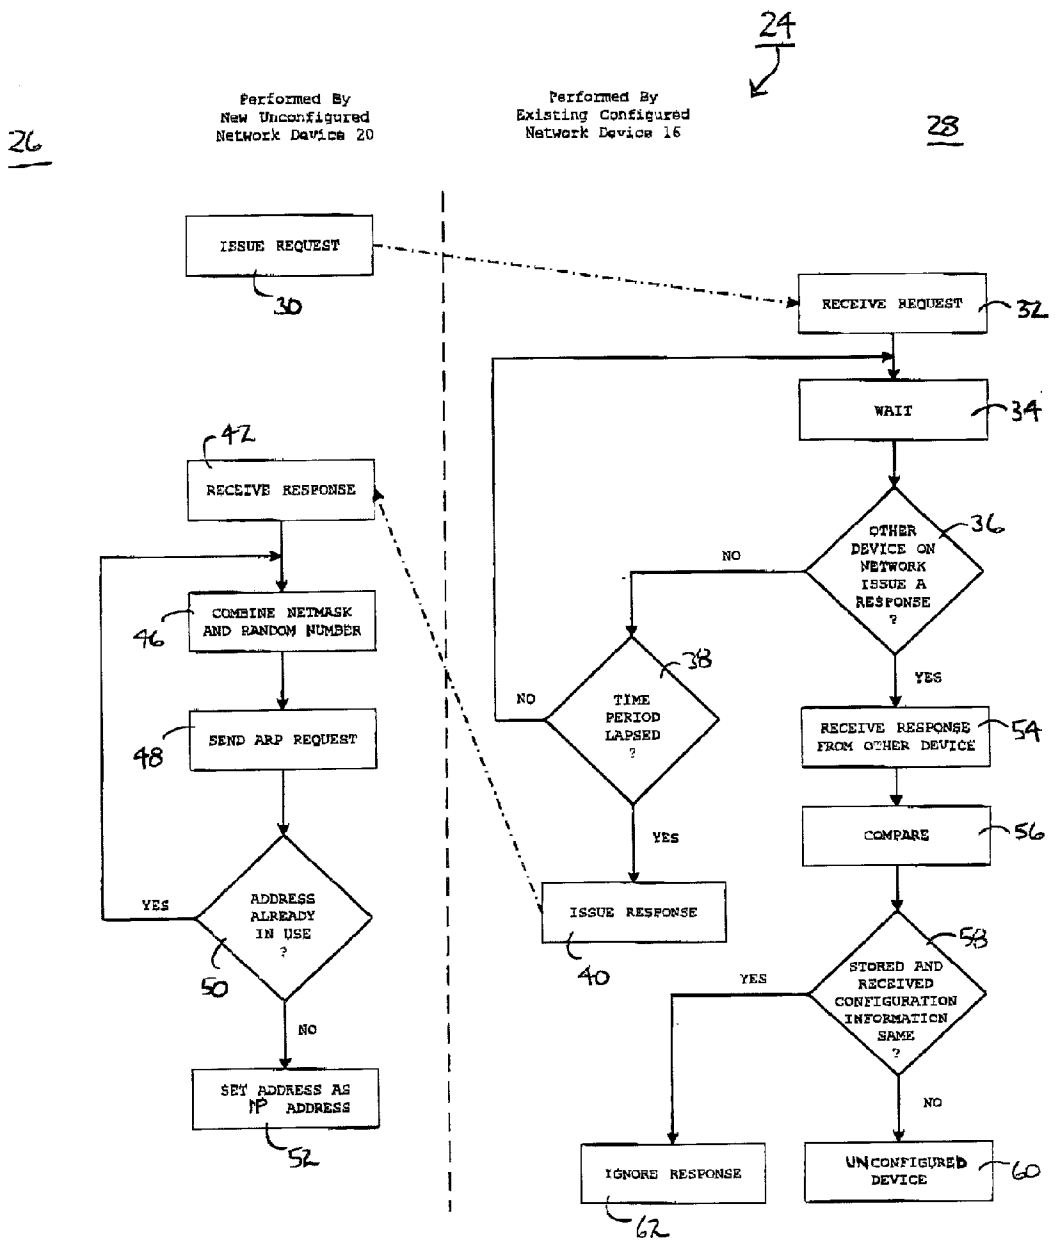 24
Performed By
New Unconfigured
Network Device 20
Performed By
Existing Configured
Network Device 16
26
28
ISSUE REQUEST
30
RECEIVE REQUEST
32
WAIT
34
42
RECEIVE RESPONSE
OTHER
DEVICE ON
NETWORK
ISSUE A
RESPONSE
?
36
NO
YES
COMBINE NETMASK
AND RANDOM NUMBER
46
TIME
PERIOD
LAPSED
?
38
NO
YES
SEND ARP REQUEST
48
RECEIVE RESPONSE
FROM OTHER DEVICE
54
COMPARE
56
ADDRESS
ALREADY
IN USE
?
50
YES
NO
ISSUE RESPONSE
40
STORED AND
RECEIVED
CONFIGURATION
INFORMATION
SAME
?
58
YES
NO
SET ADDRESS AS
IP ADDRESS
52
IGNORE RESPONSE
62
UNCONFIGURED
DEVICE
60